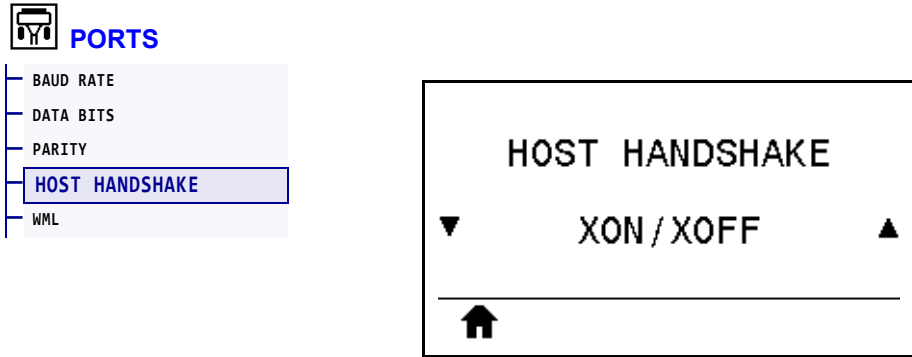 PORTS
BAUD RATE
DATA BITS
PARITY
HOST HANDSHAKE
WML
HOST HANDSHAKE
XON/XOFF